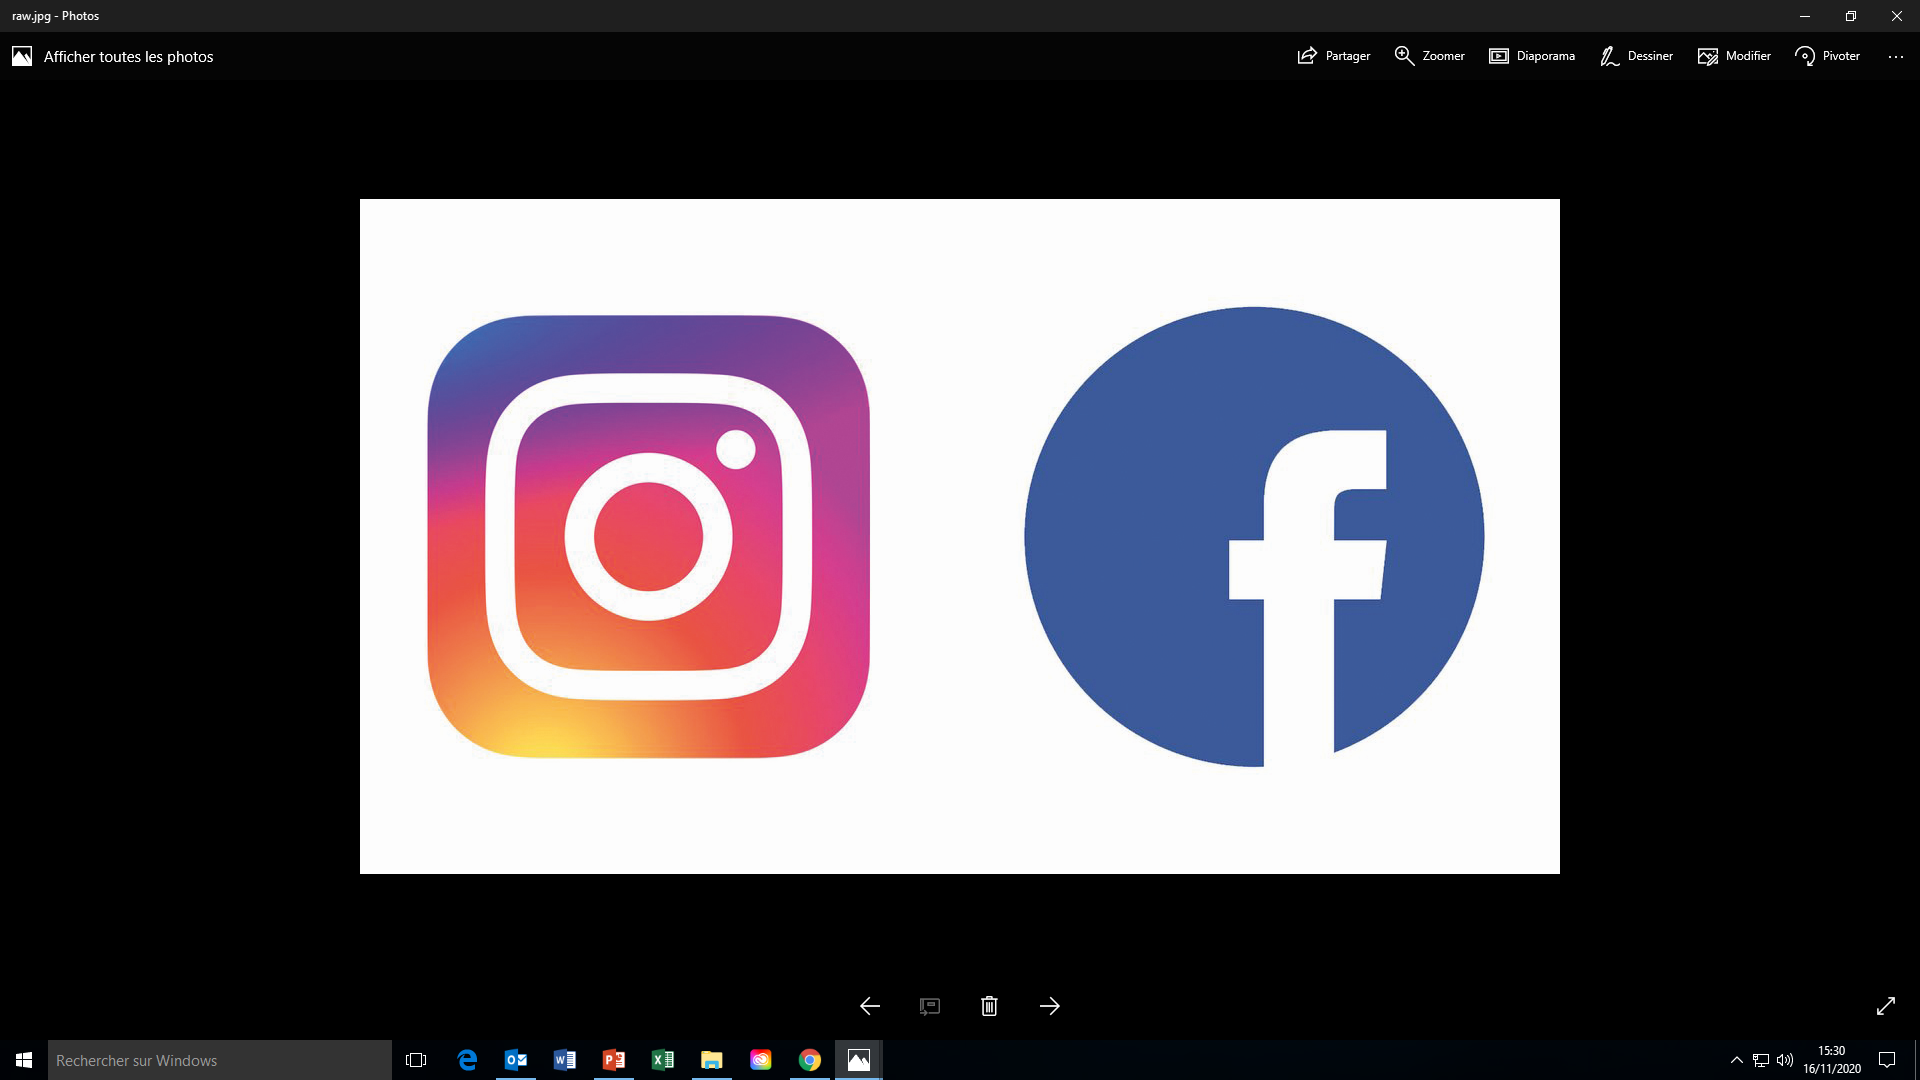 raw.jpg - Photos
Afficher toutes les photos
Partager
Zoomer
Diaporama
Dessiner
Modifier
Pivoter
Rechercher sur Windows
15:30
16/11/2020